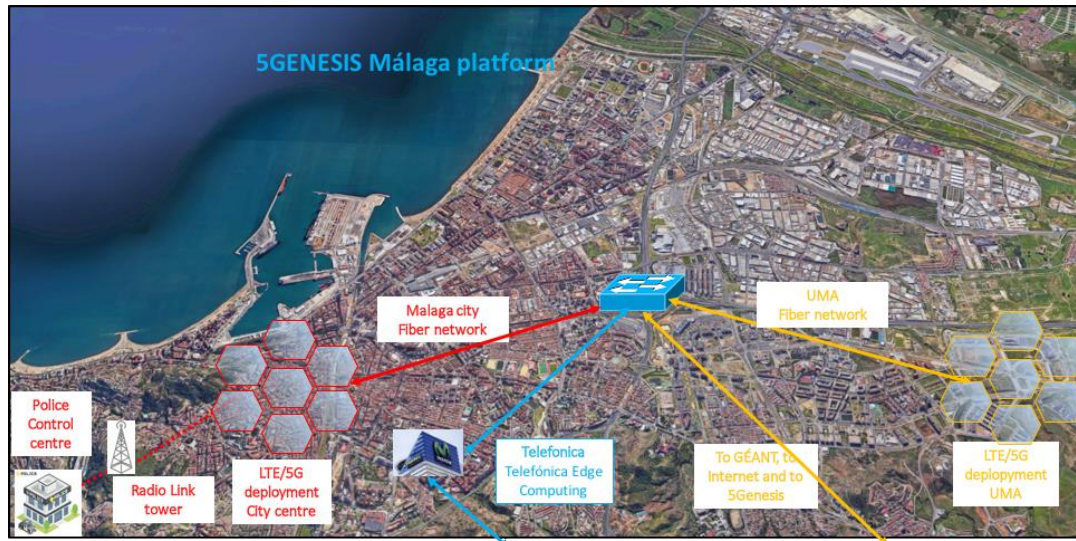 5GENESIS Málaga platform
Malaga city
Fiber network
UMA
Fiber network
Police
Control
centre
Radio Link
tower
LTE/5G
deployment
City centre
Telefonica
Telefónica Edge
Computing
To GÉANT, to
Internet and to
5Genesis
LTE/5G
depLopyment
UMA